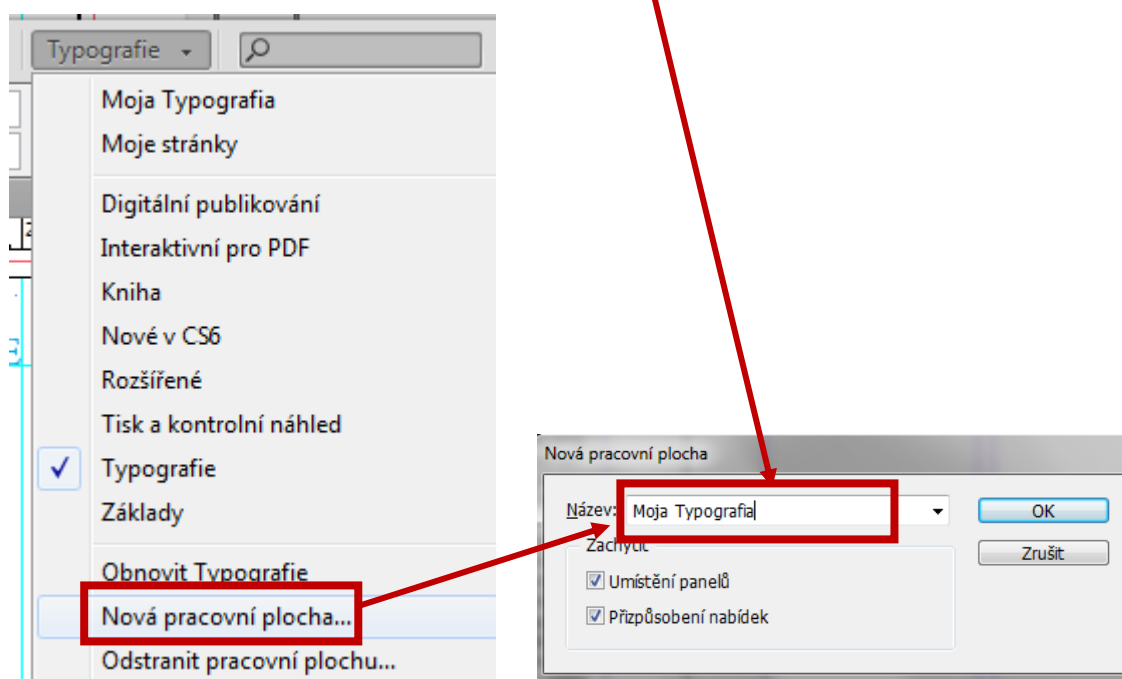 Typografie
Moja Typografia
Moje stránky
Digitální publikování
Interaktivní pro PDF
Kniha
Nové v CS6
Rozšířené
Tisk a kontrolní náhled
Typografie
Základy
Obnovit Typografie
Nová pracovní plocha...
Odstranit pracovní plochu...
Nová pracovní plocha
Název: Moja Typografia
OK
Zachytit
Zrušit
Umístění panelů
Přizpůsobení nabídek